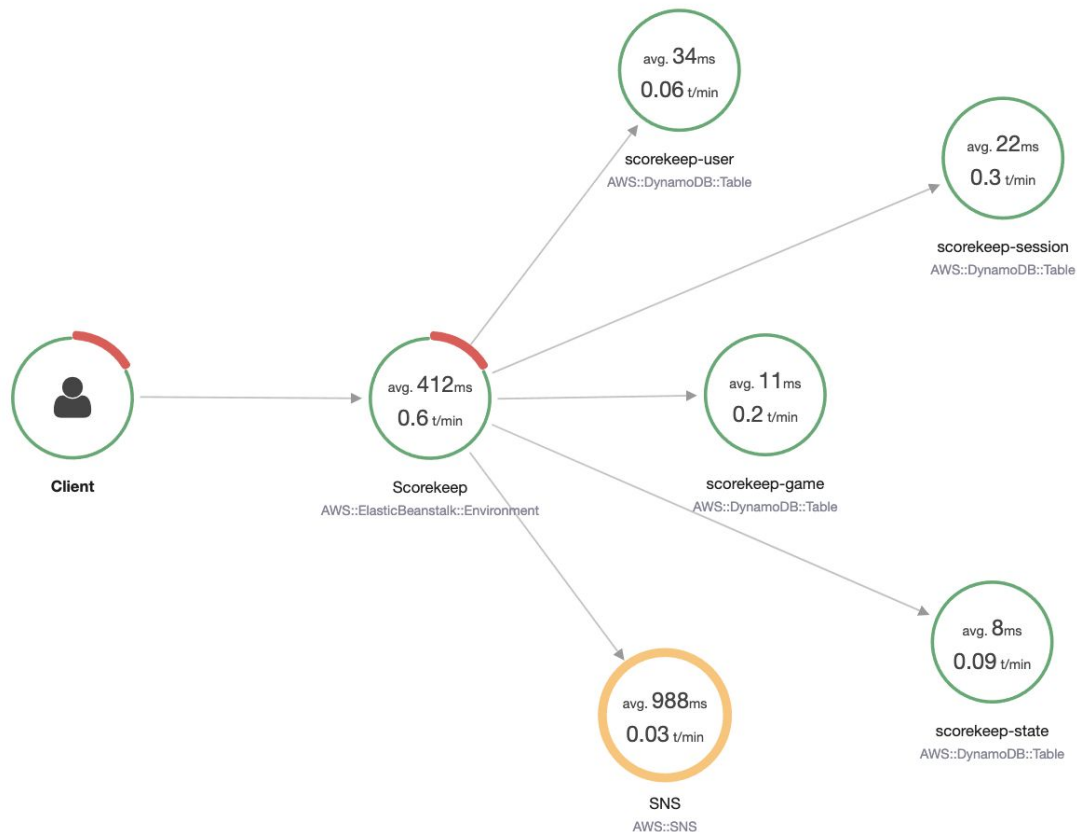 avg. 34ms
0.06 t/min
scorekeep-user
AWS::DynamoDB::Table
avg. 22ms
0.3 t/min
scorekeep-session
AWS::DynamoDB::Table
Client
avg. 412ms
0.6 t/min
Scorekeep
AWS::ElasticBeanstalk::Environment
avg. 11ms
0.2 t/min
scorekeep-game
AWS::DynamoDB::Table
avg. 8ms
0.09 t/min
scorekeep-state
AWS::DynamoDB::Table
avg. 988ms
0.03 t/min
SNS
AWS::SNS